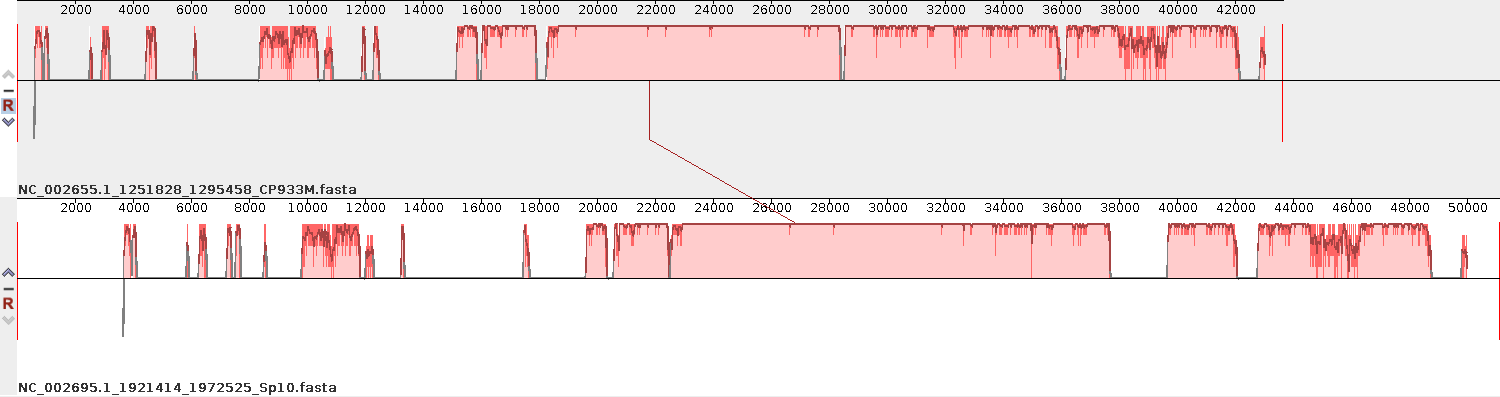 2000 4000 6000 8000 10000 12000 14000 16000 18000 20000 22000 24000 26000 28000 30000 32000 34000 36000 38000 40000 42000
R
NC_002655.1_1251828_1295458_CP933M.fasta
2000 4000 6000 8000 10000 12000 14000 16000 18000 20000 22000 24000 26000 28000 30000 32000 34000 36000 38000 40000 42000 44000 46000 48000 50000
R
NC_002695.1_1921414_1972525_Sp10.fasta